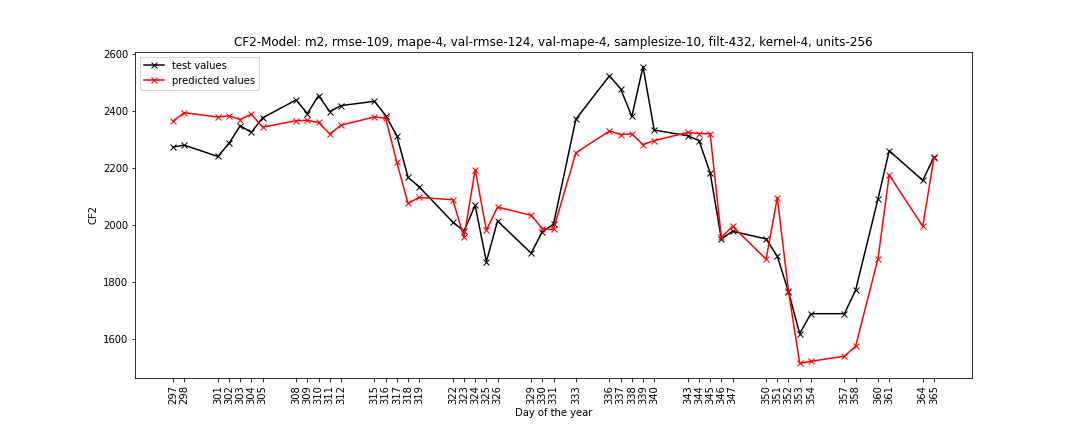 CF2-Model: m2, rmse-109, mape-4, val-rmse-124, val-mape-4, samplesize-10, filt-432, kernel-4, units-256
test values
predicted values
2600
2400
2200
2000
1800
1600
CF2
297 298 301 302 303 304 305 308 309 310 311 312 315 316 317 318 319 322 323 324 325 326 329 330 331 333 336 337 338 339 340 343 344 345 346 347 350 351 352 353 354 357 358 360 361 364 365
Day of the year